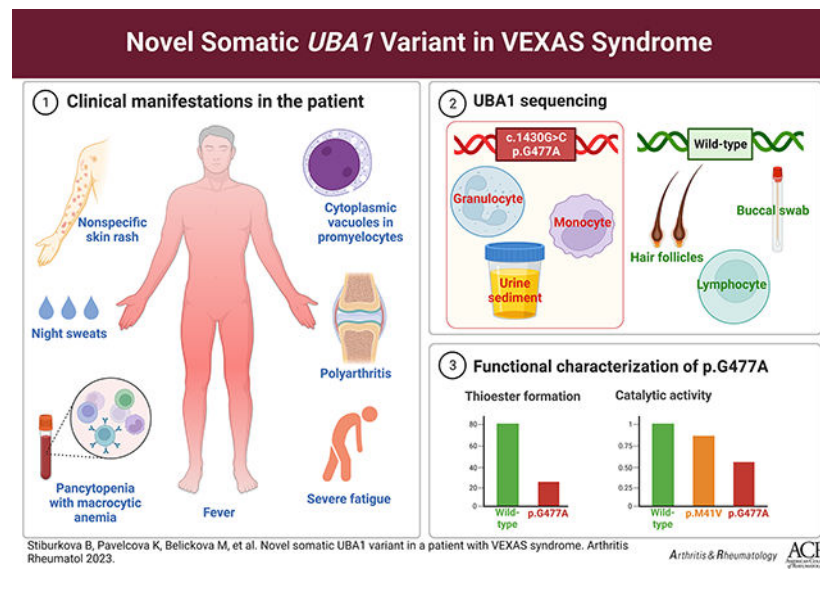 Novel Somatic UBA1 Variant in VEXAS Syndrome
1 Clinical manifestations in the patient
Nonspecific
skin rash
Cytoplasmic
vacuoles in
promyelocytes
Night sweats
Polyarthritis
Pancytopenia
with macrocytic
anemia
Fever
Severe fatigue
2 UBA1 sequencing
c.1430G>C
p.G477A
Wild-type
Granulocyte
Monocyte
Urine
sediment
Hair follicles
Buccal swab
Lymphocyte
3 Functional characterization of p.G477A
Thioester formation
80
60
40
20
0
Wild-
type
p.G477A
Catalytic activity
1
0.75
0.50
0.25
Wild-
type
p.M41V
p.G477A
Stiburkova B, Pavelcova K, Belickova M, et al. Novel somatic UBA1 variant in a patient with VEXAS syndrome. Arthritis
Rheumatol 2023.
Arthritis & Rheumatology